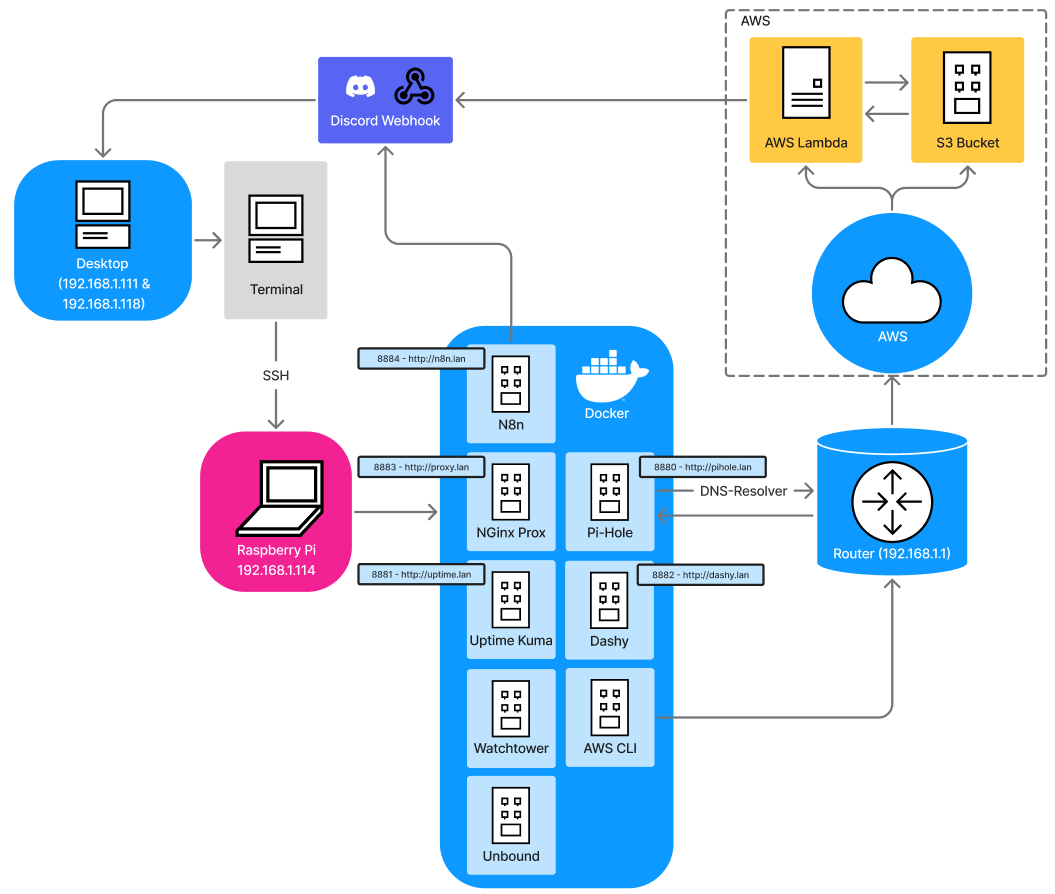 AWS
AWS Lambda
S3 Bucket
Discord Webhook
Desktop
(192.168.1.111 &
192.168.1.118)
Terminal
AWS
SSH
8884 - http://n8n.lan
N8n
Docker
8883 - http://proxy.lan
NGinx Prox
8880 - http://pihole.lan
Pi-Hole
DNS-Resolver
Router (192.168.1.1)
Raspberry Pi
192.168.1.114
8881 - http://uptime.lan
Uptime Kuma
8882 - http://dashy.lan
Dashy
Watchtower
AWS CLI
Unbound